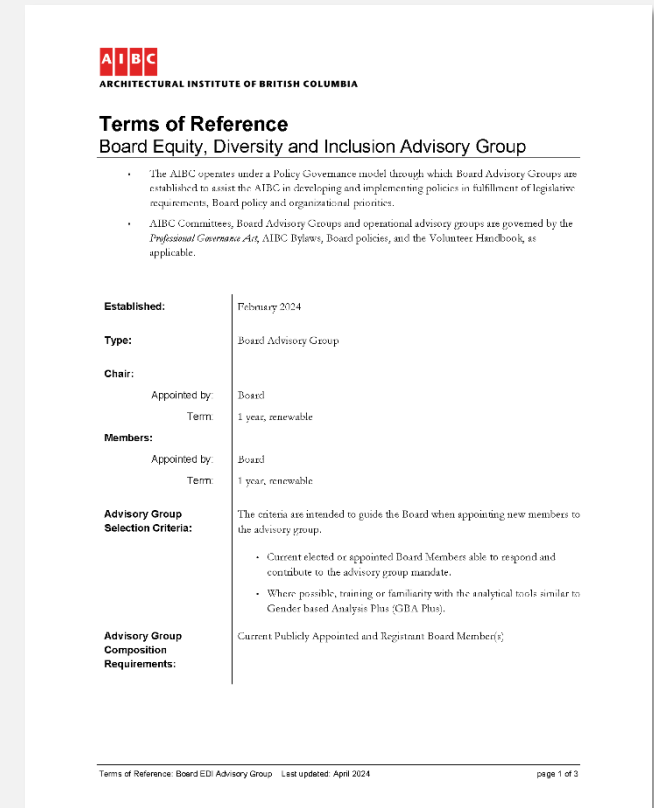 AIBC
ARCHITECTURAL INSTITUTE OF BRITISH COLUMBIA
Terms of Reference
Board Equity, Diversity and Inclusion Advisory Group
• The AIBC operates under a Policy Governance model through which Board Advisory Groups are
established to assist the AIBC in developing and implementing policies in fulfillment of legislative
requirements, Board policy and organizational priorities.
• AIBC Committees, Board Advisory Groups and operational advisory groups are governed by the
Professional Governance Act, AIBC Bylaws, Board policies, and the Volunteer Handbook, as
applicable.
Established: February 2024
Type: Board Advisory Group
Chair:
Appointed by: Board
Term: 1 year, renewable
Members:
Appointed by: Board
Term: 1 year, renewable
Advisory Group
Selection Criteria:
The criteria are intended to guide the Board when appointing new members to
the advisory group.
• Current elected or appointed Board Members able to respond and
contribute to the advisory group mandate.
• Where possible, training or familiarity with the analytical tools similar to
Gender based Analysis Plus (GBA Plus).
Advisory Group
Composition
Requirements:
Current Publicly Appointed and Registrant Board Member(s)
Terms of Reference: Board EDI Advisory Group Last updated: April 2024 page 1 of 3